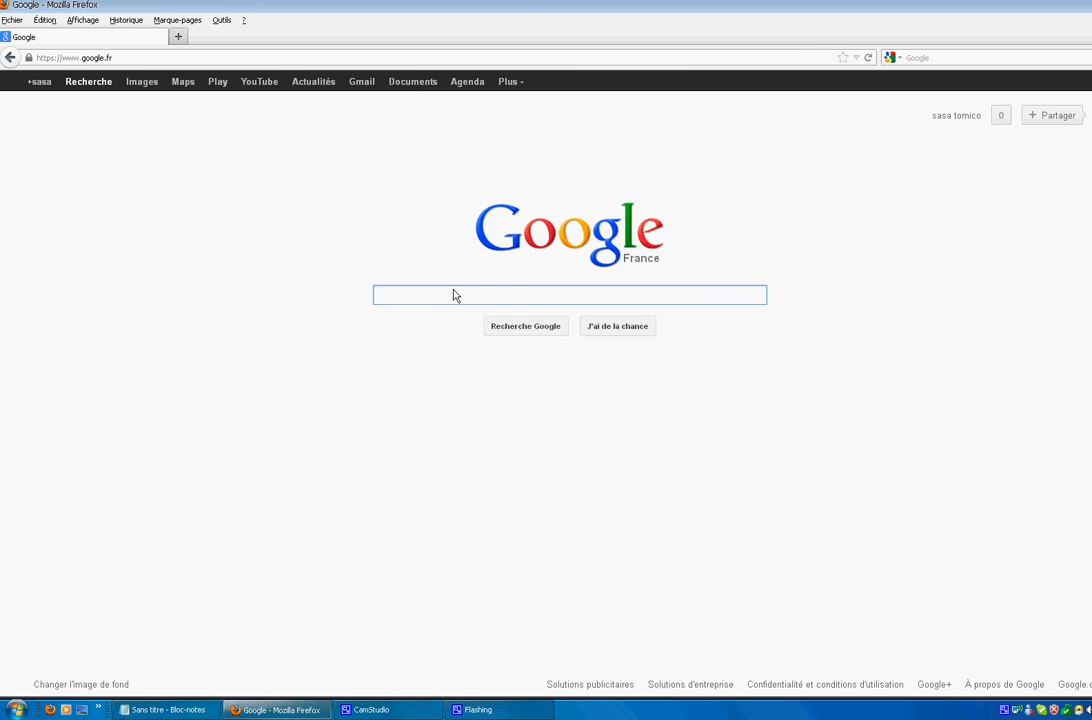 Google - Mozilla Firefox
Fichier Édition Affichage Historique Marque-pages Outils ?
Google +
https://www.google.fr Google
+sasa Recherche Images Maps Play YouTube Actualités Gmail Documents Agenda Plus
sasa tomico 0 + Partager
Google
France
Recherche Google J'ai de la chance
Changer l'image de fond Solutions publicitaires Solutions d'entreprise Confidentialité et conditions d'utilisation Google+ À propos de Google Google.c
Sans titre - Bloc-notes Google - Mozilla Firefox CamStudio Flashing